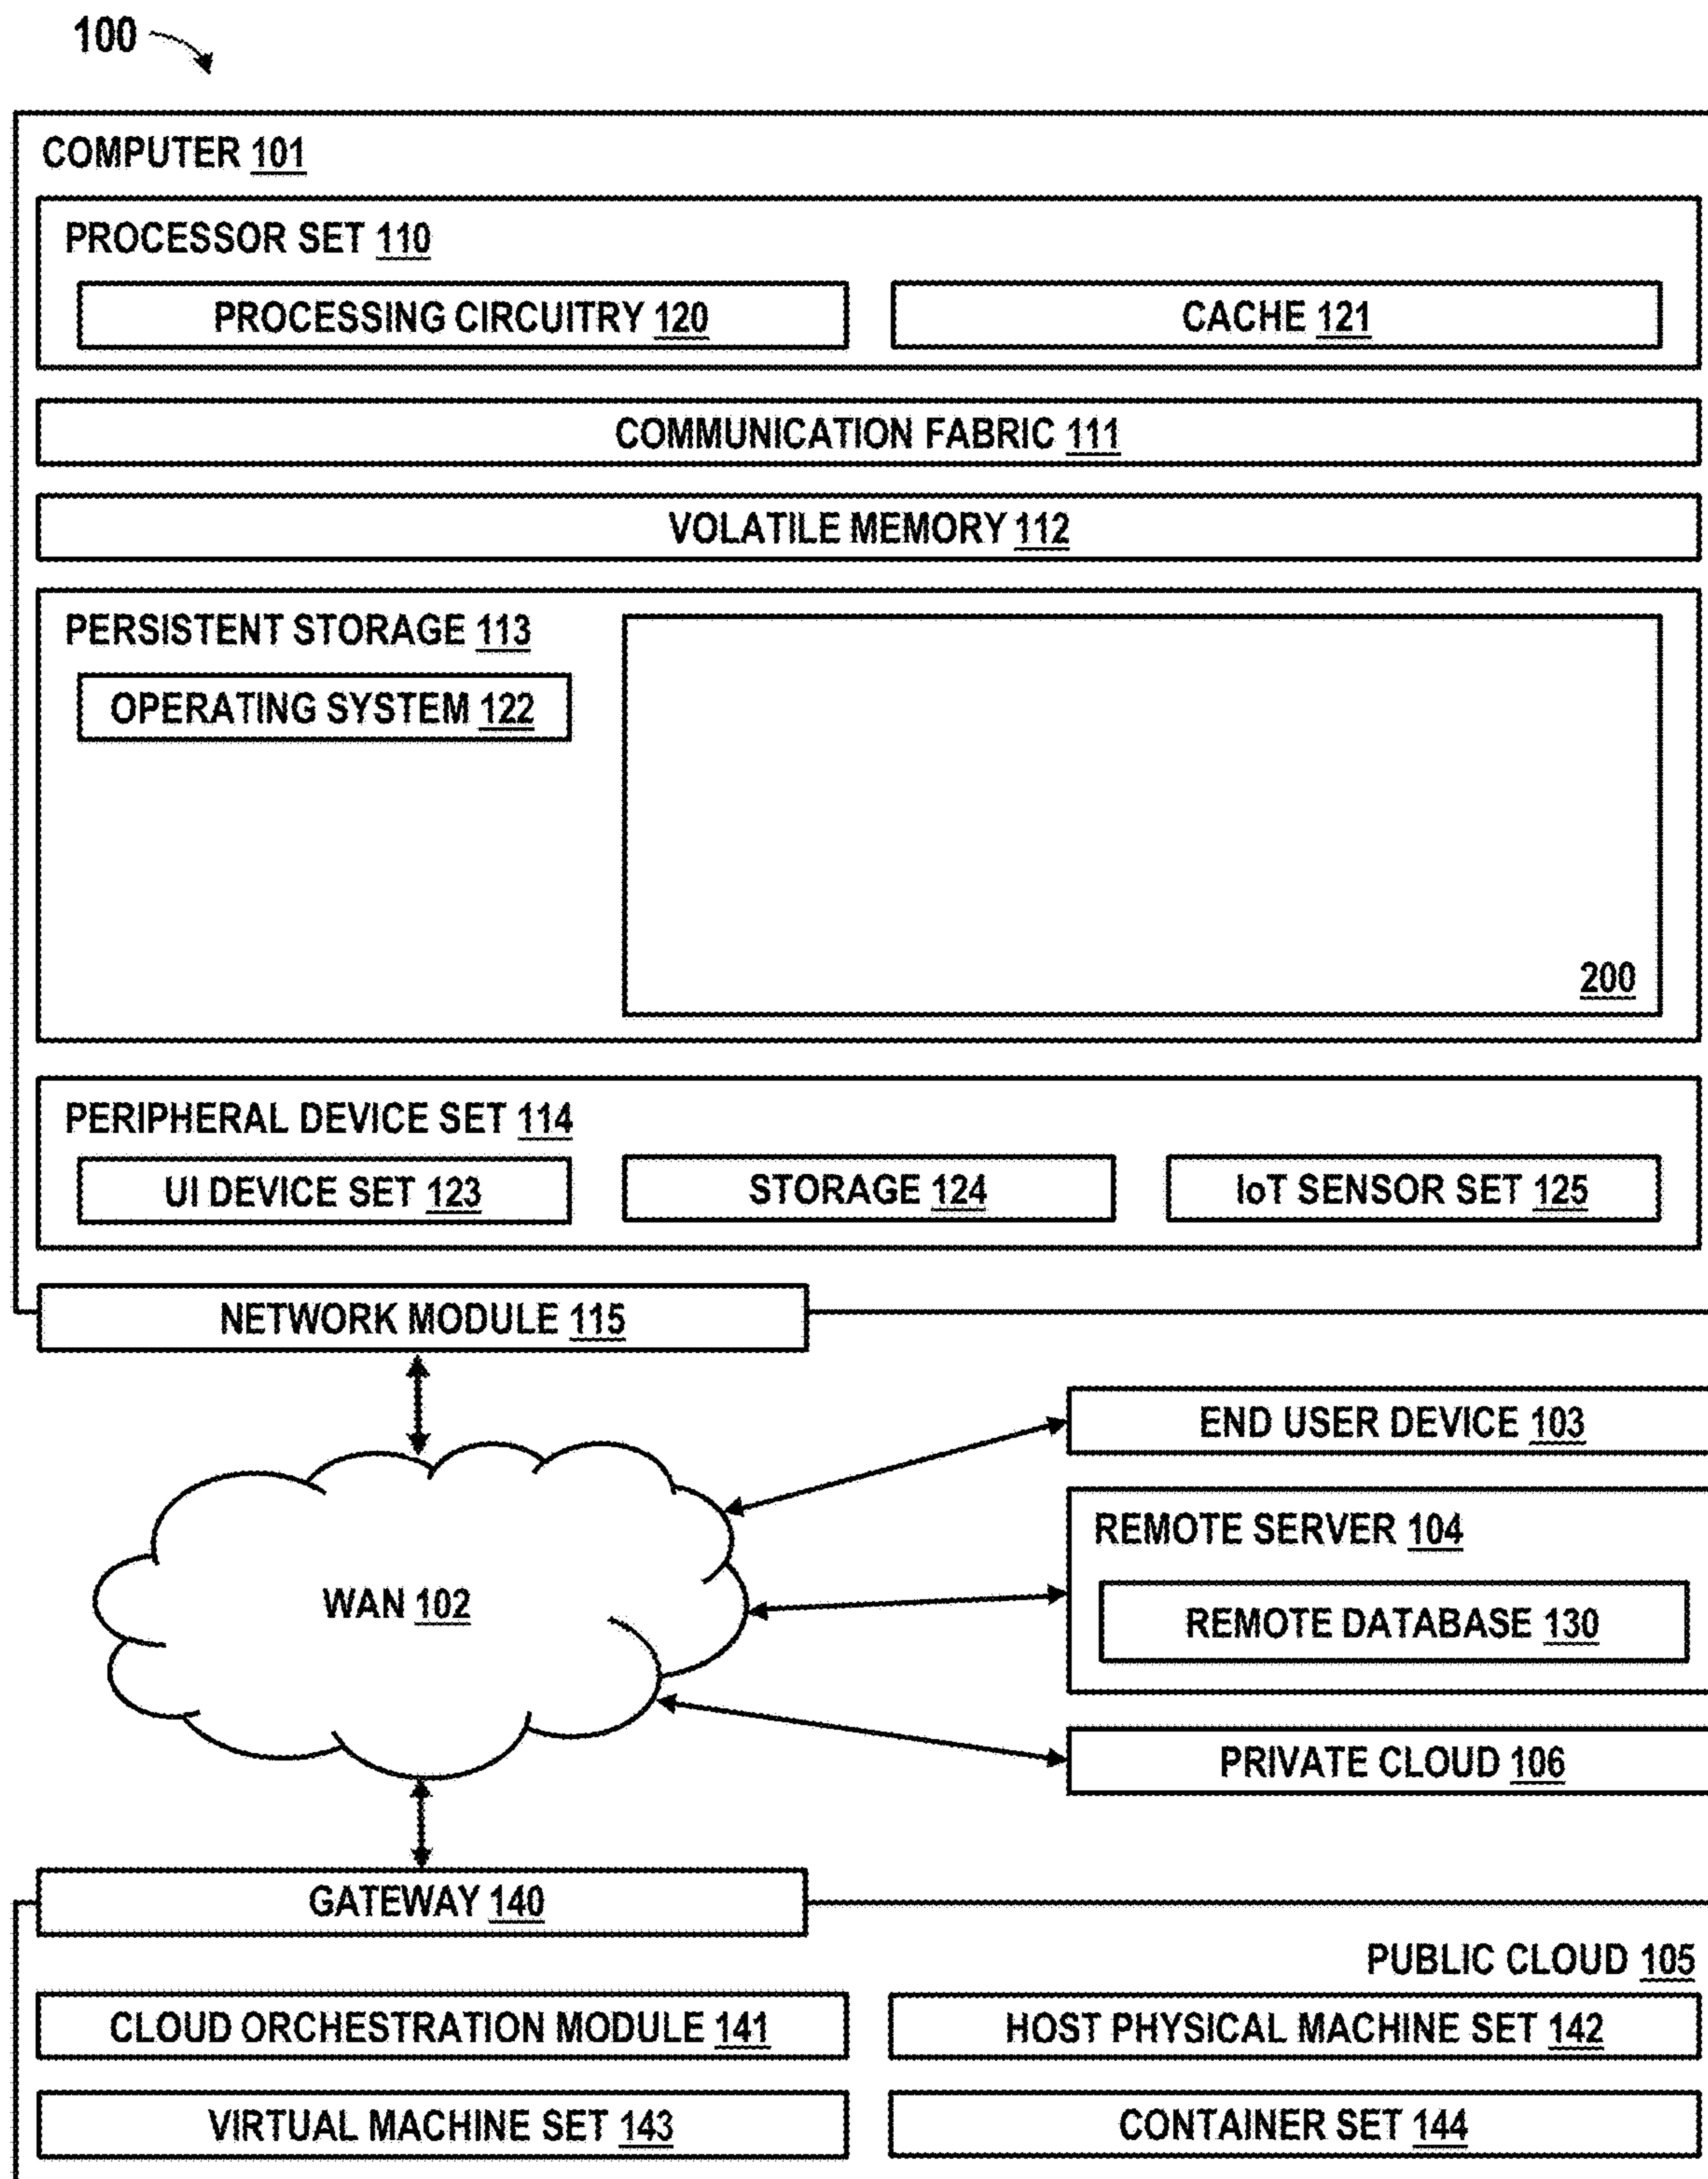 100
COMPUTER 101
PROCESSOR SET 110
PROCESSING CIRCUITRY 120
CACHE 121
COMMUNICATION FABRIC 111
VOLATILE MEMORY 112
PERSISTENT STORAGE 113
OPERATING SYSTEM 122
200
PERIPHERAL DEVICE SET 114
UI DEVICE SET 123
STORAGE 124
IoT SENSOR SET 125
NETWORK MODULE 115
END USER DEVICE 103
REMOTE SERVER 104
WAN 102
REMOTE DATABASE 130
PRIVATE CLOUD 106
GATEWAY 140
PUBLIC CLOUD 105
CLOUD ORCHESTRATION MODULE 141
HOST PHYSICAL MACHINE SET 142
VIRTUAL MACHINE SET 143
CONTAINER SET 144